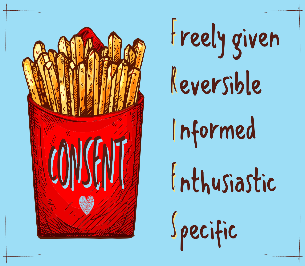 CONSENT
Freely given
Reversible
Informed
Enthusiastic
Specific